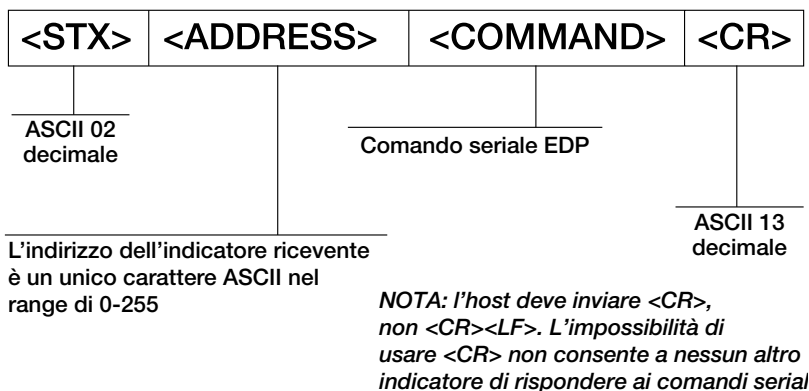 <STX> <ADDRESS> <COMMAND> <CR>
ASCII 02
decimale
Comando seriale EDP
ASCII 13
decimale
L'indirizzo dell'indicatore ricevente
è un unico carattere ASCII nel
range di 0-255
NOTA: l'host deve inviare <CR>,
non <CR><LF>. L'impossibilità di
usare <CR> non consente a nessun altro
indicatore di rispondere ai comandi